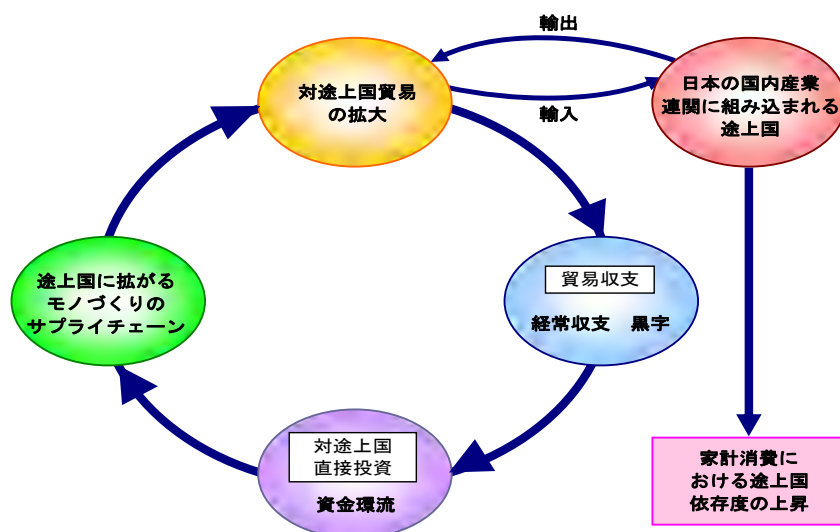 輸出
対途上国貿易
の拡大
輸入
日本の国内産業
連関に組み込まれる
途上国
途上国に拡がる
モノづくりの
サプライチェーン
貿易収支
経常収支　黒字
対途上国
直接投資
資金環流
家計消費に
おける途上国
依存度の上昇